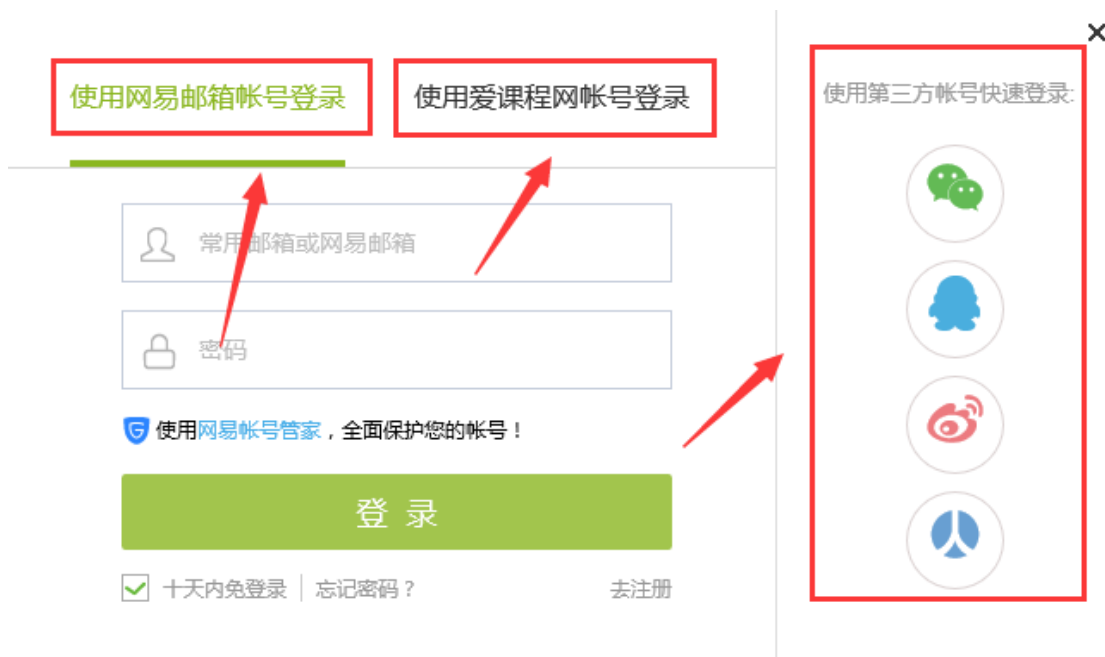 使用网易邮箱帐号登录
使用爱课程网帐号登录
常用邮箱或网易邮箱
密码
使用网易帐号管家，全面保护您的帐号！
登录
十天内免登录
忘记密码？
去注册
使用第三方帐号快速登录: